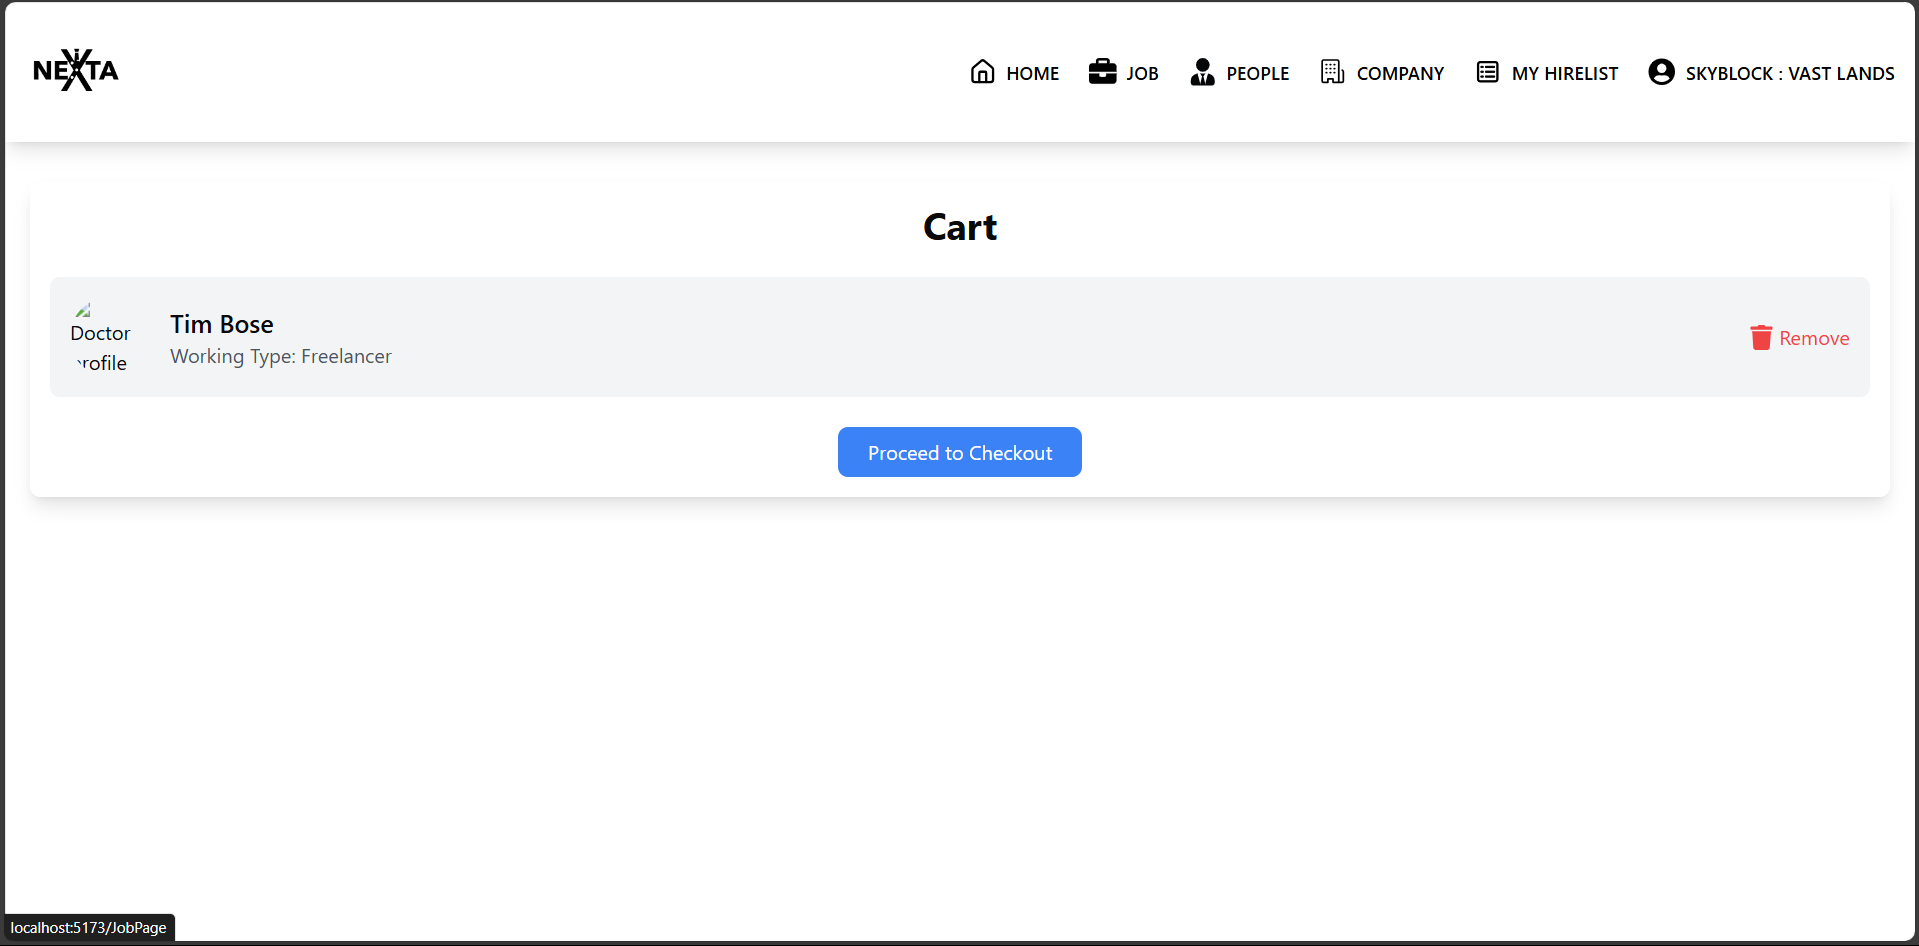 NEXTA
HOME JOB PEOPLE COMPANY MY HIRELIST SKYBLOCK : VAST LANDS
Cart
Doctor
rofile
Tim Bose
Working Type: Freelancer
Remove
Proceed to Checkout
localhost:5173/JobPage